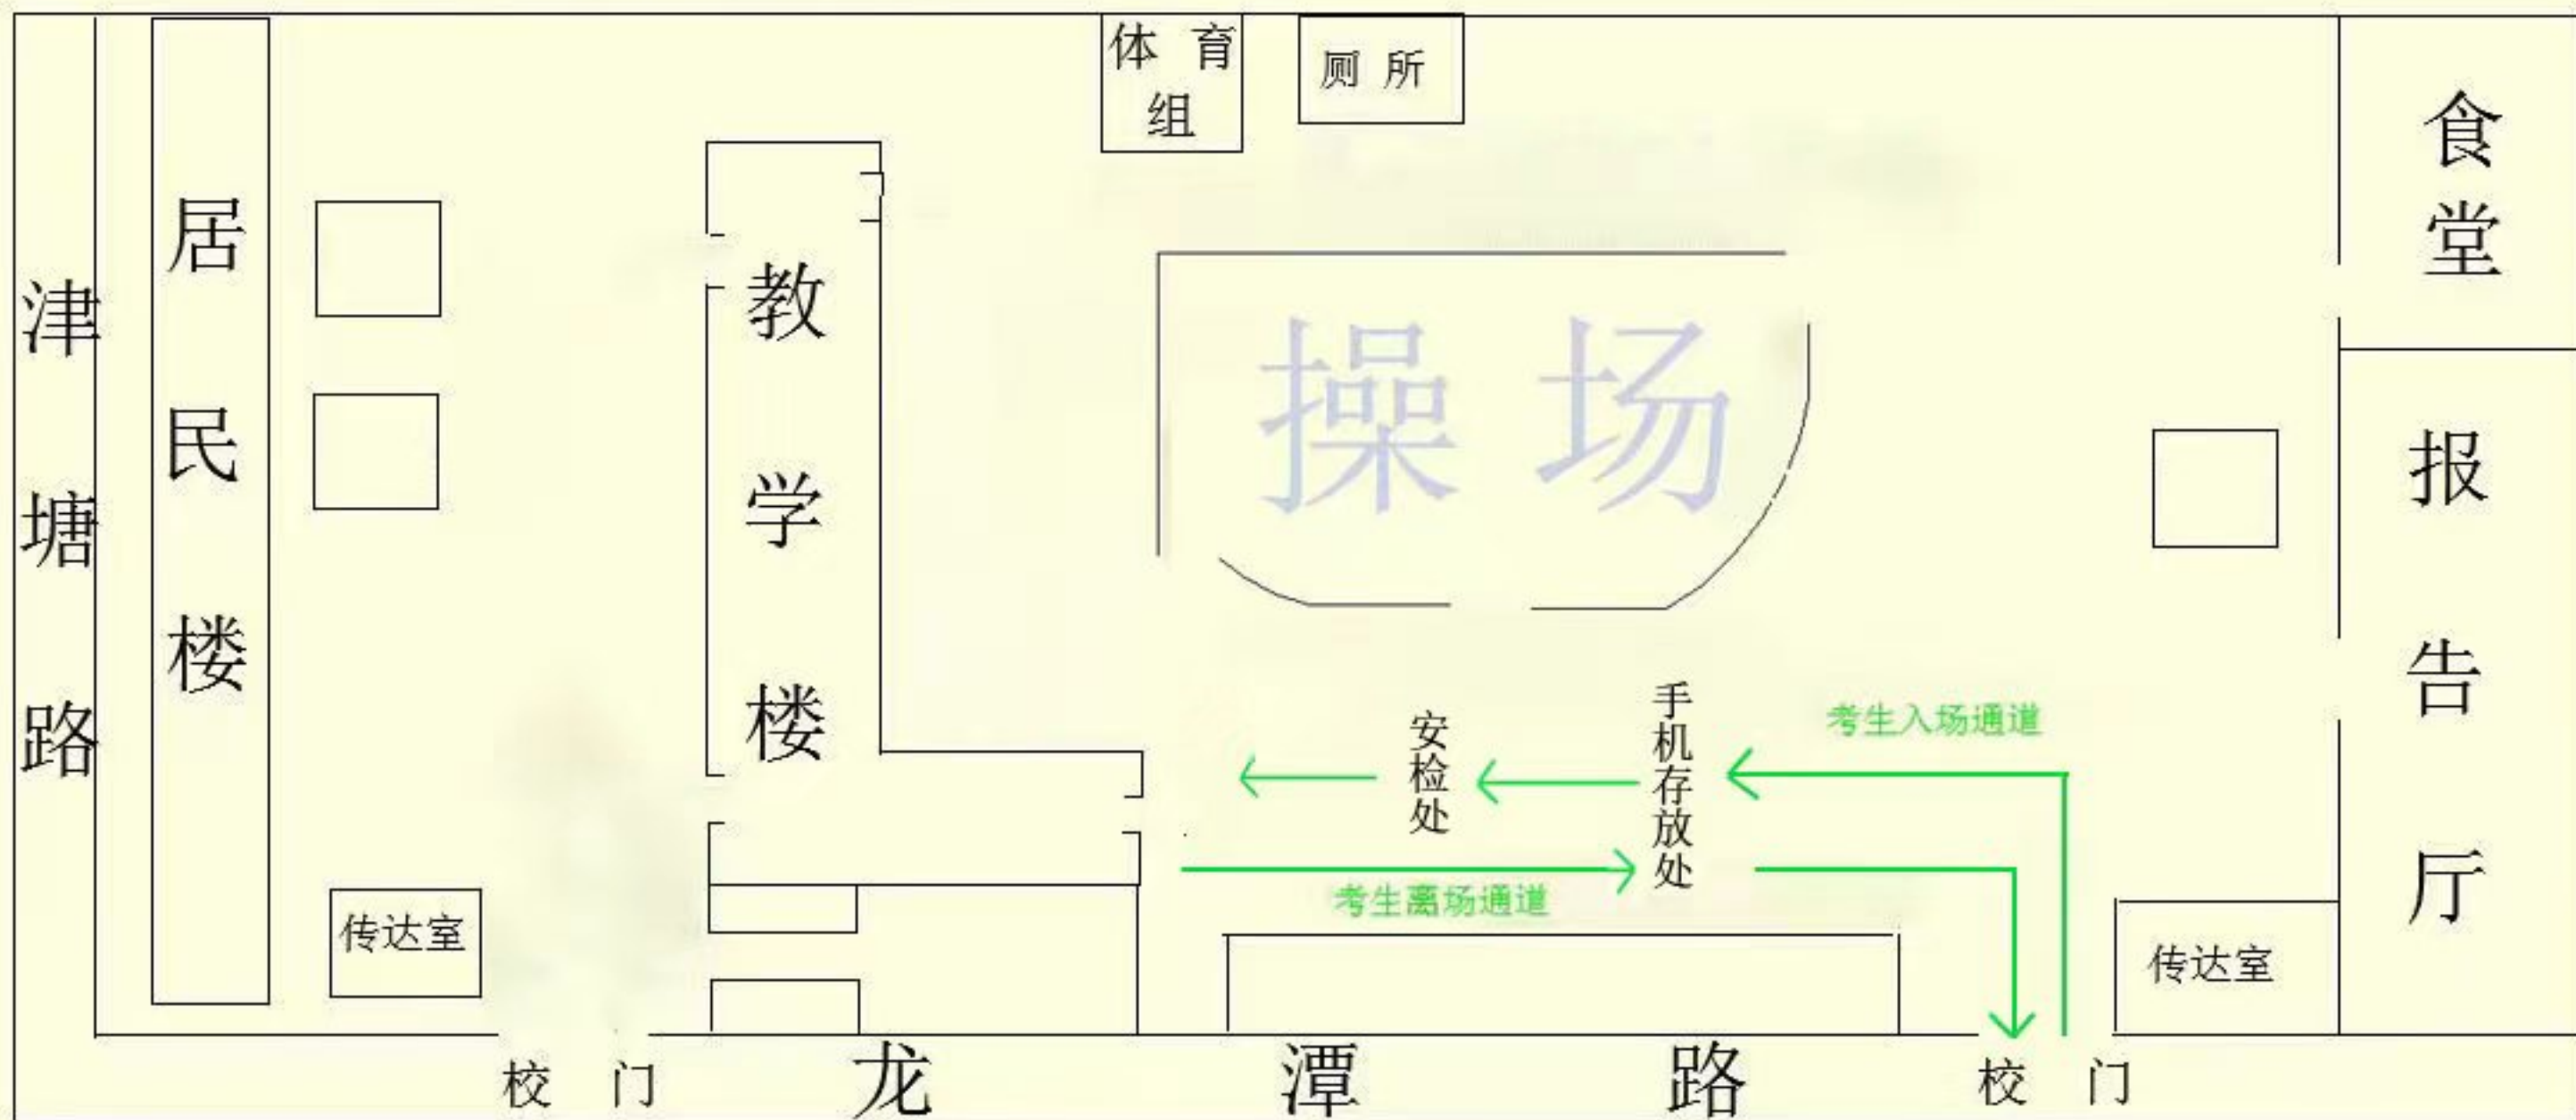 体育组
厕所
食堂
津塘路
居民楼
教学楼
操场
报告厅
手机存放处
安检处
考生入场通道
考生离场通道
传达室
传达室
校门
龙潭路
校门